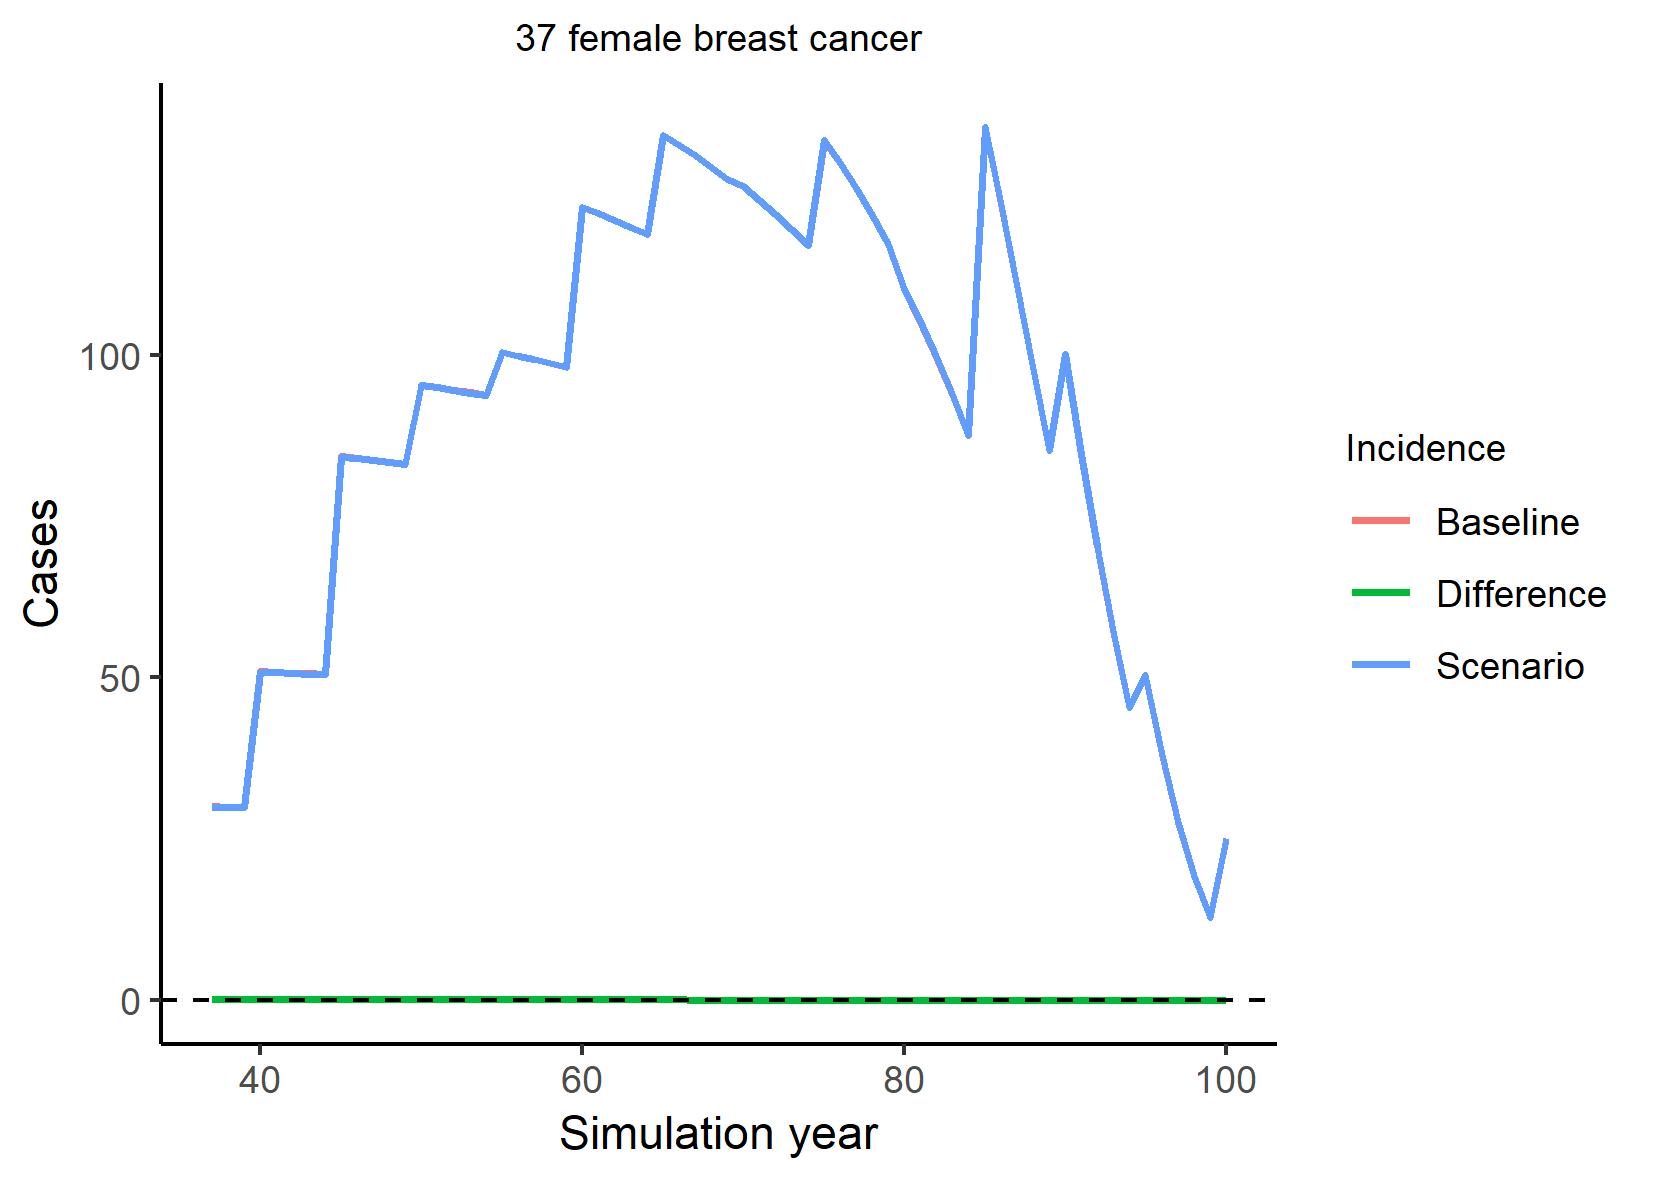 37 female breast cancer
Cases
100
50
0
40 60 80 100
Simulation year
Incidence
Baseline
Difference
Scenario